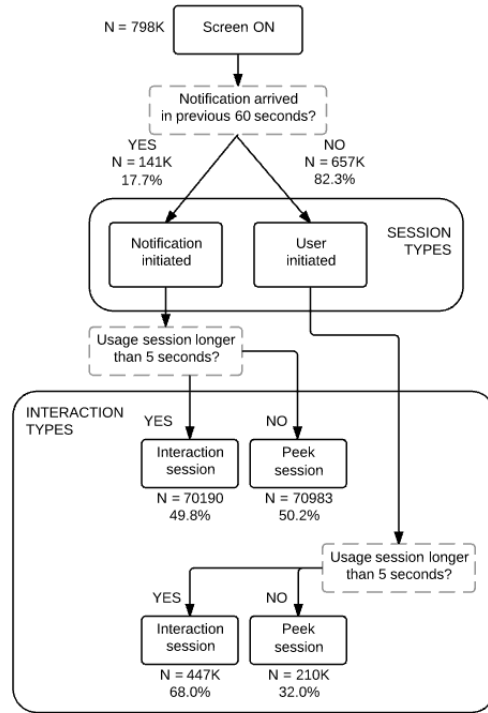 N = 798K
Screen ON
Notification arrived
in previous 60 seconds?
YES
N = 141K
17.7%
NO
N = 657K
82.3%
SESSION
TYPES
Notification
initiated
User
initiated
Usage session longer
than 5 seconds?
INTERACTION
TYPES
YES
NO
Interaction
session
Peek
session
N = 70190
49.8%
N = 70983
50.2%
Usage session longer
than 5 seconds?
YES
NO
Interaction
session
Peek
session
N = 447K
68.0%
N = 210K
32.0%